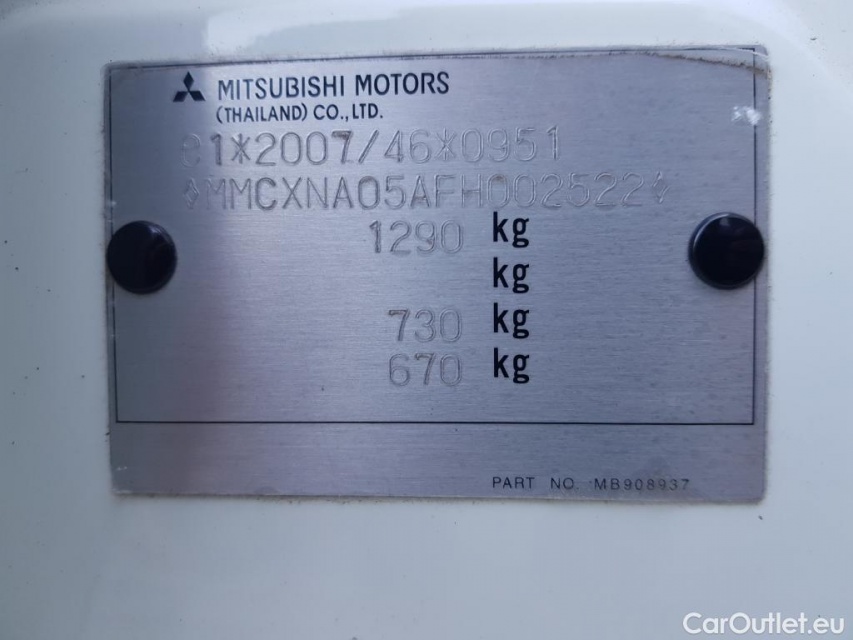 MITSUBISHI MOTORS
(THAILAND) CO., LTD.
e1*2007/46*0951
◊MMCXNA05AFH002522◊
1290 kg
kg
730 kg
670 kg
PART NO. MB908937
CarOutlet.eu